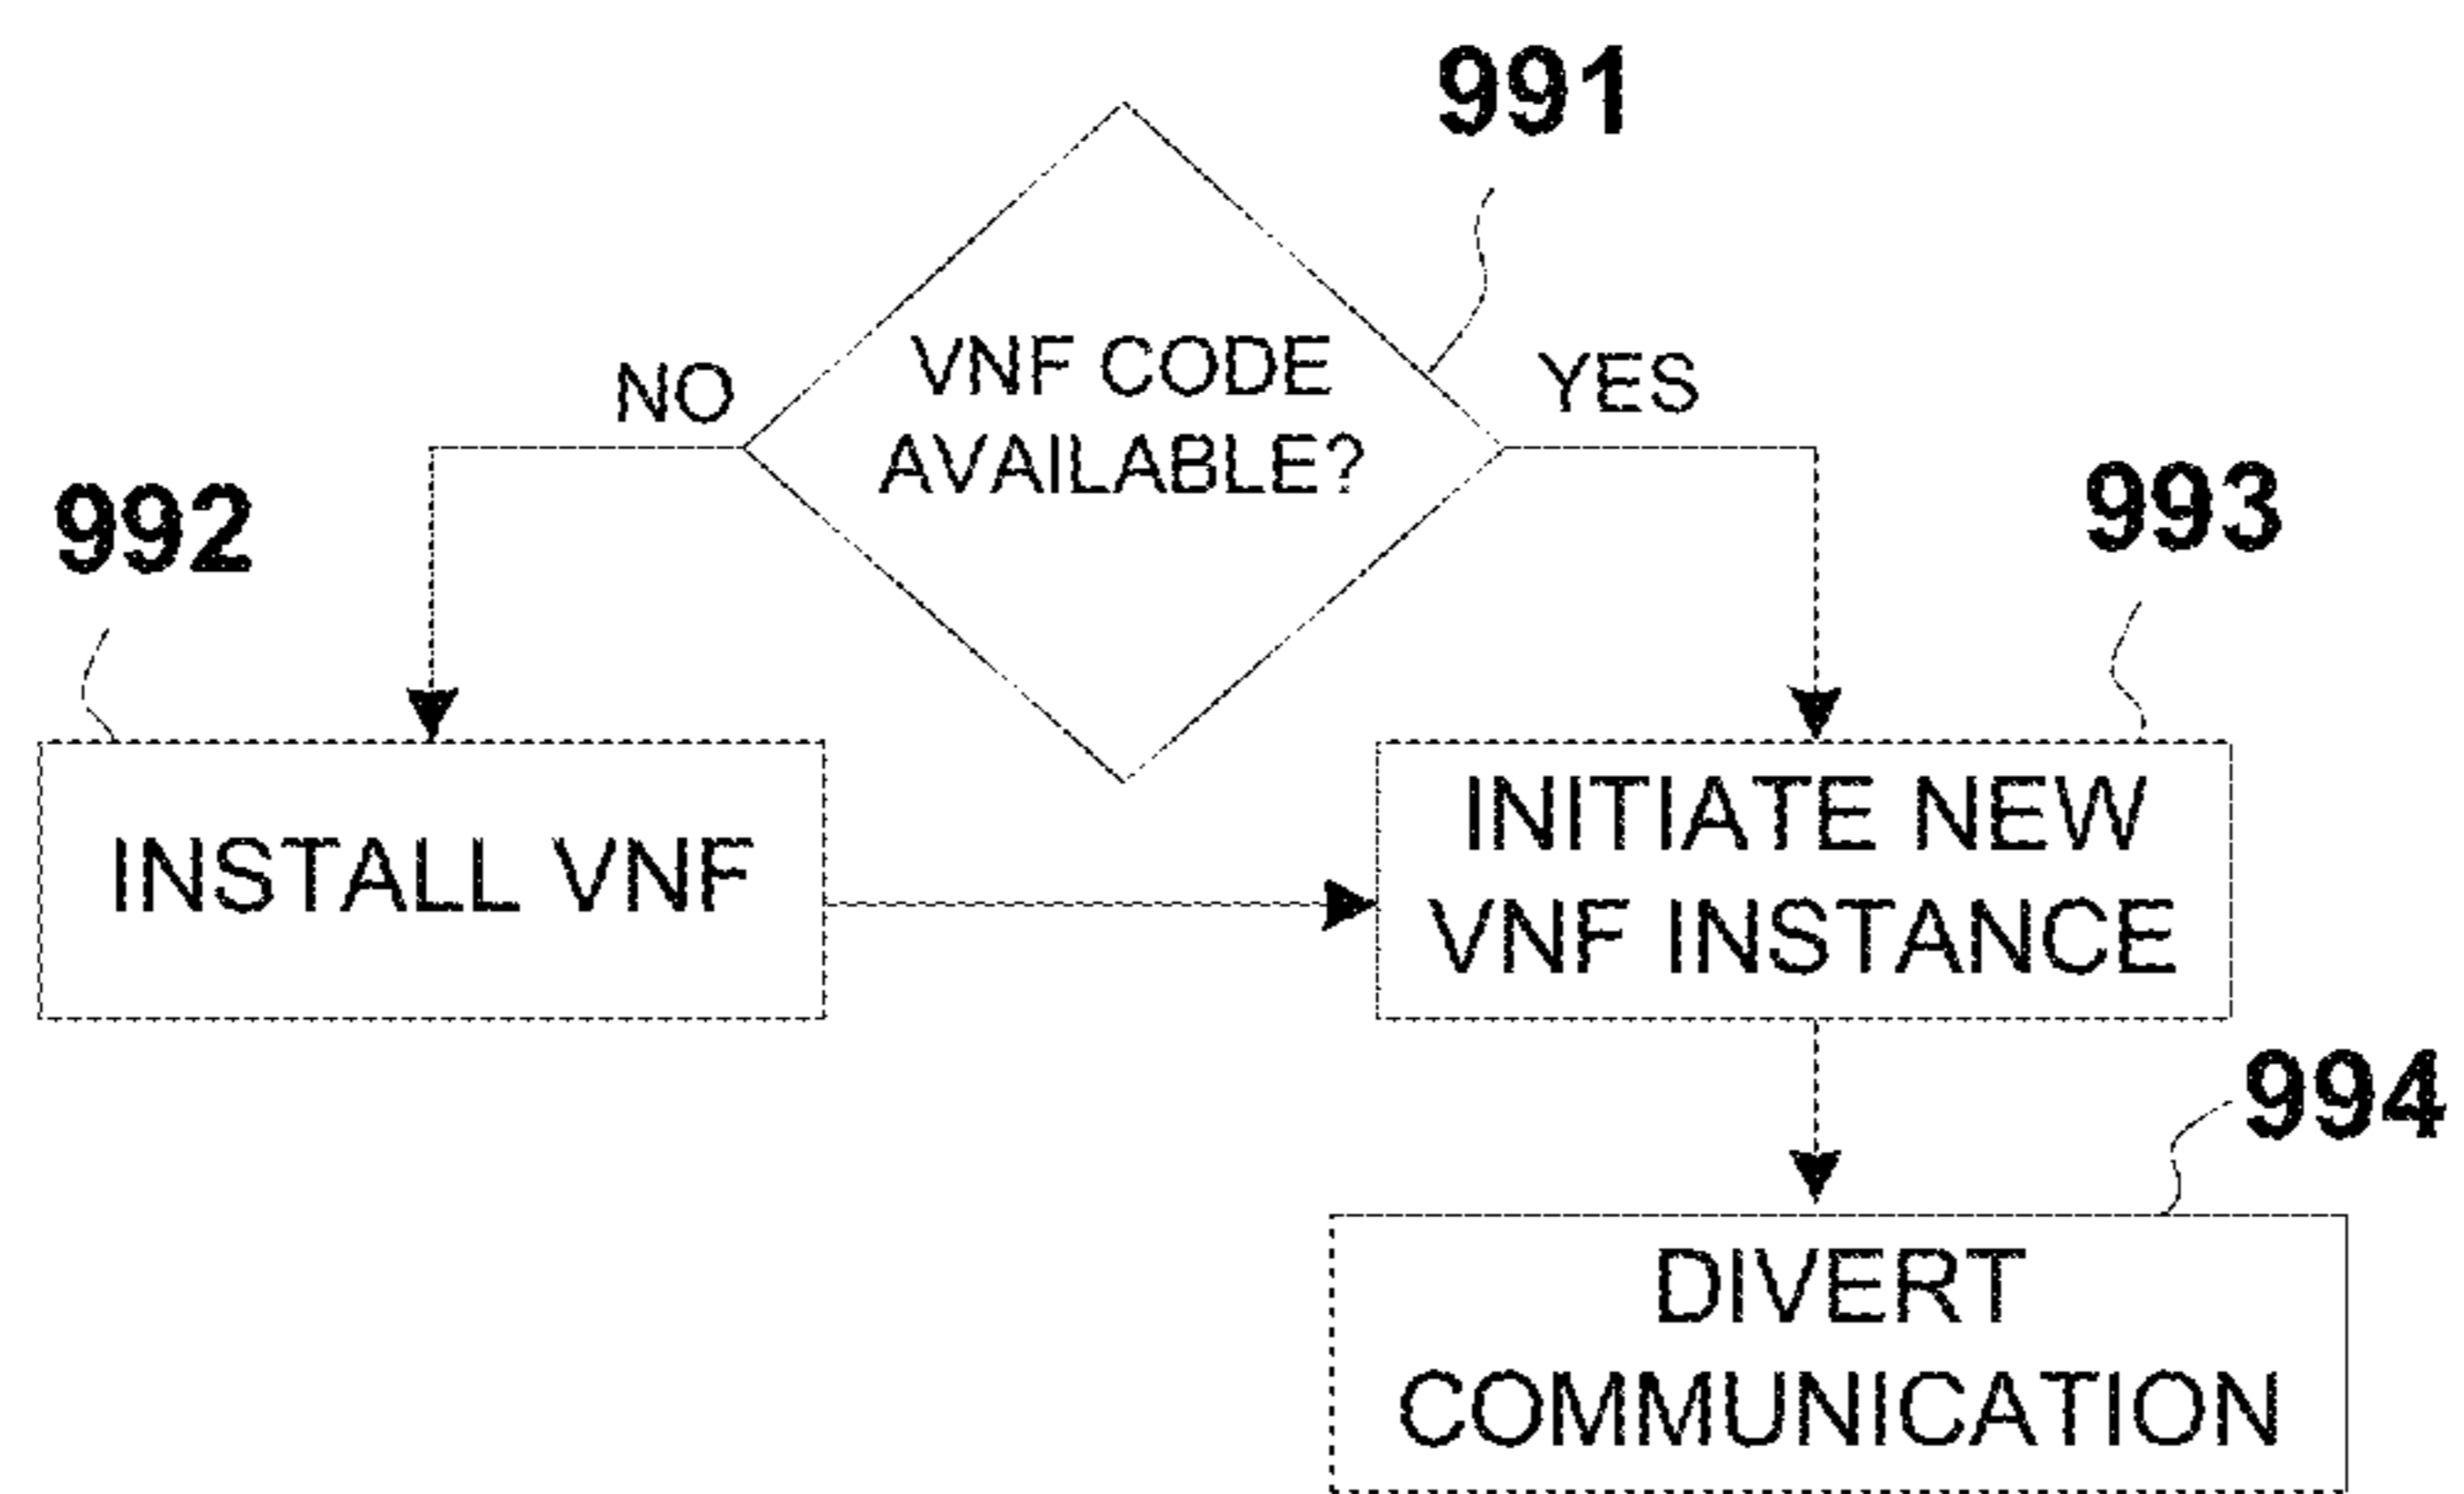 991
VNF CODE
AVAILABLE?
NO
YES
992
993
INSTALL VNF
INITIATE NEW
VNF INSTANCE
994
DIVERT
COMMUNICATION